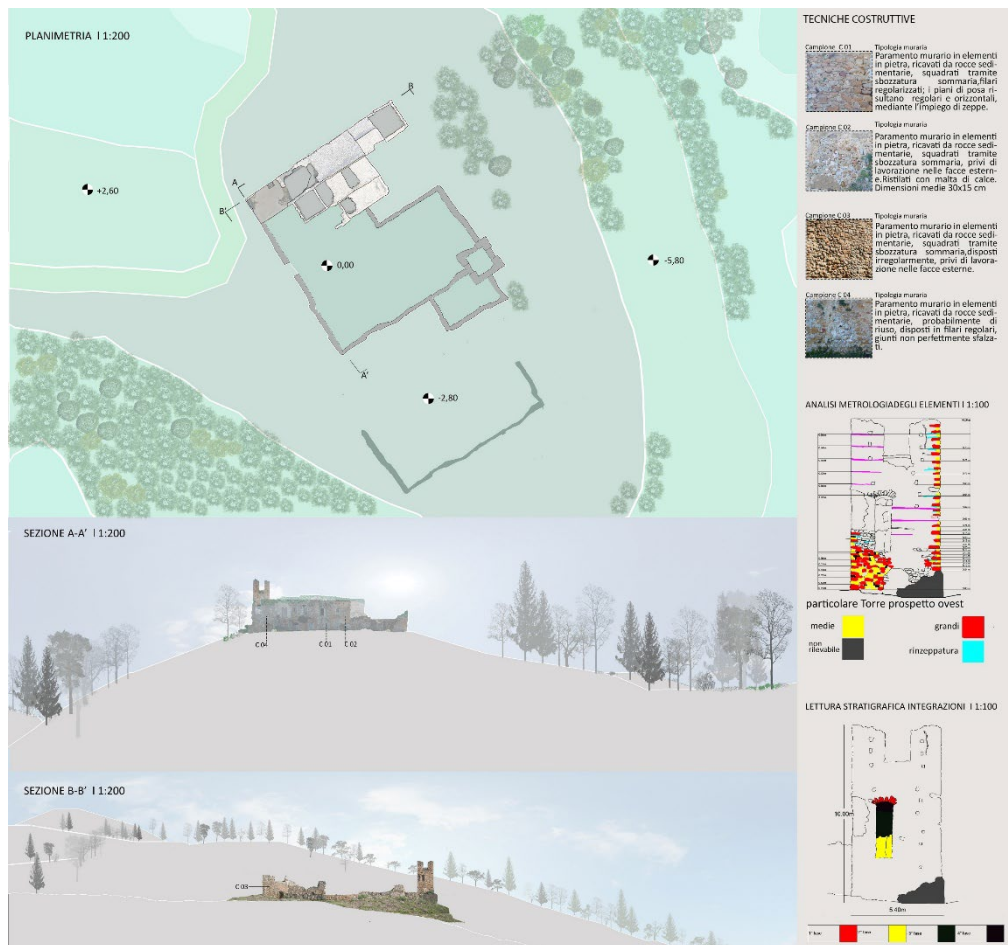 PLANIMETRIA I 1:200
B
A
B'
+2,60
0,00
-5,80
A'
-2,80
SEZIONE A-A' I 1:200
C 04
C 01
C 02
SEZIONE B-B' I 1:200
C 03
TECNICHE COSTRUTTIVE
Campione C 01
Tipologia muraria
Paramento murario in elementi
in pietra, ricavati da rocce sedi-
mentarie, squadrati tramite
sbozzatura sommaria,filari
regolarizzati; i piani di posa ri-
sultano regolari e orizzontali,
mediante l'impiego di zeppe.
Campione C 02
Tipologia muraria
Paramento murario in elementi
in pietra, ricavati da rocce sedi-
mentarie, squadrati tramite
sbozzatura sommaria, privi di
lavorazione nelle facce estern-
e.Ristilati con malta di calce.
Dimensioni medie 30x15 cm
Campione C 03
Tipologia muraria
Paramento murario in elementi
in pietra, ricavati da rocce sedi-
mentarie, squadrati tramite
sbozzatura sommaria,disposti
irregolarmente, privi di lavora-
zione nelle facce esterne.
Campione C 04
Tipologia muraria
Paramento murario in elementi
in pietra, ricavati da rocce sedi-
mentarie, probabilmente di
riuso, disposti in filari regolari,
giunti non perfettmente sfalza-
ti.
ANALISI METROLOGIADEGLI ELEMENTI I 1:100
particolare Torre prospetto ovest
medie
grandi
non
rilevabile
rinzeppatura
LETTURA STRATIGRAFICA INTEGRAZIONI I 1:100
6.40m